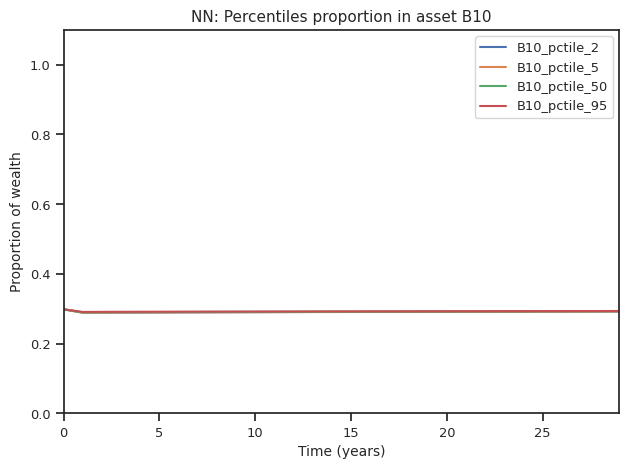 NN: Percentiles proportion in asset B10
B10_pctile_2
B10_pctile_5
B10_pctile_50
B10_pctile_95
Proportion of wealth
1.0
0.8
0.6
0.4
0.2
0.0
0 5 10 15 20 25
Time (years)